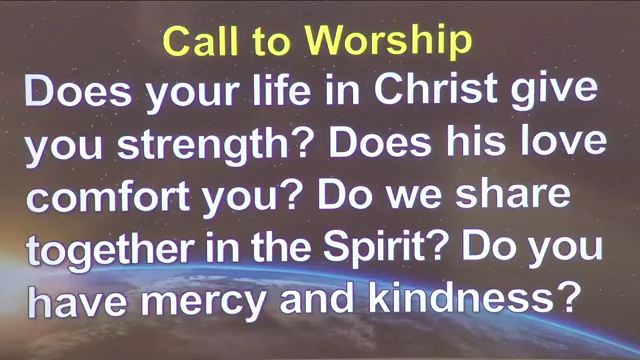 Call to Worship
Does your life in Christ give
you strength? Does his love
comfort you? Do we share
together in the Spirit? Do you
have mercy and kindness?